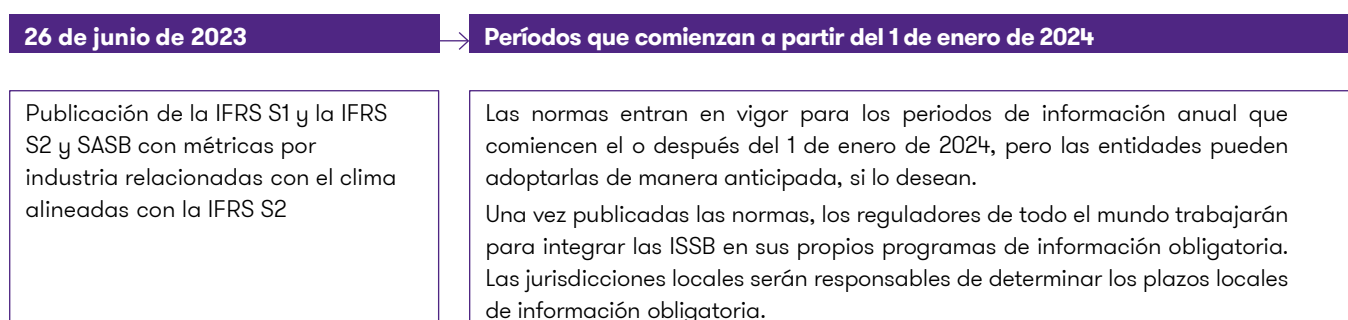 26 de junio de 2023
Períodos que comienzan a partir del 1 de enero de 2024
Publicación de la IFRS S1 y la IFRS
S2 y SASB con métricas por
industria relacionadas con el clima
alineadas con la IFRS S2
Las normas entran en vigor para los periodos de información anual que
comiencen el o después del 1 de enero de 2024, pero las entidades pueden
adoptarlas de manera anticipada, si lo desean.
Una vez publicadas las normas, los reguladores de todo el mundo trabajarán
para integrar las ISSB en sus propios programas de información obligatoria.
Las jurisdicciones locales serán responsables de determinar los plazos locales
de información obligatoria.